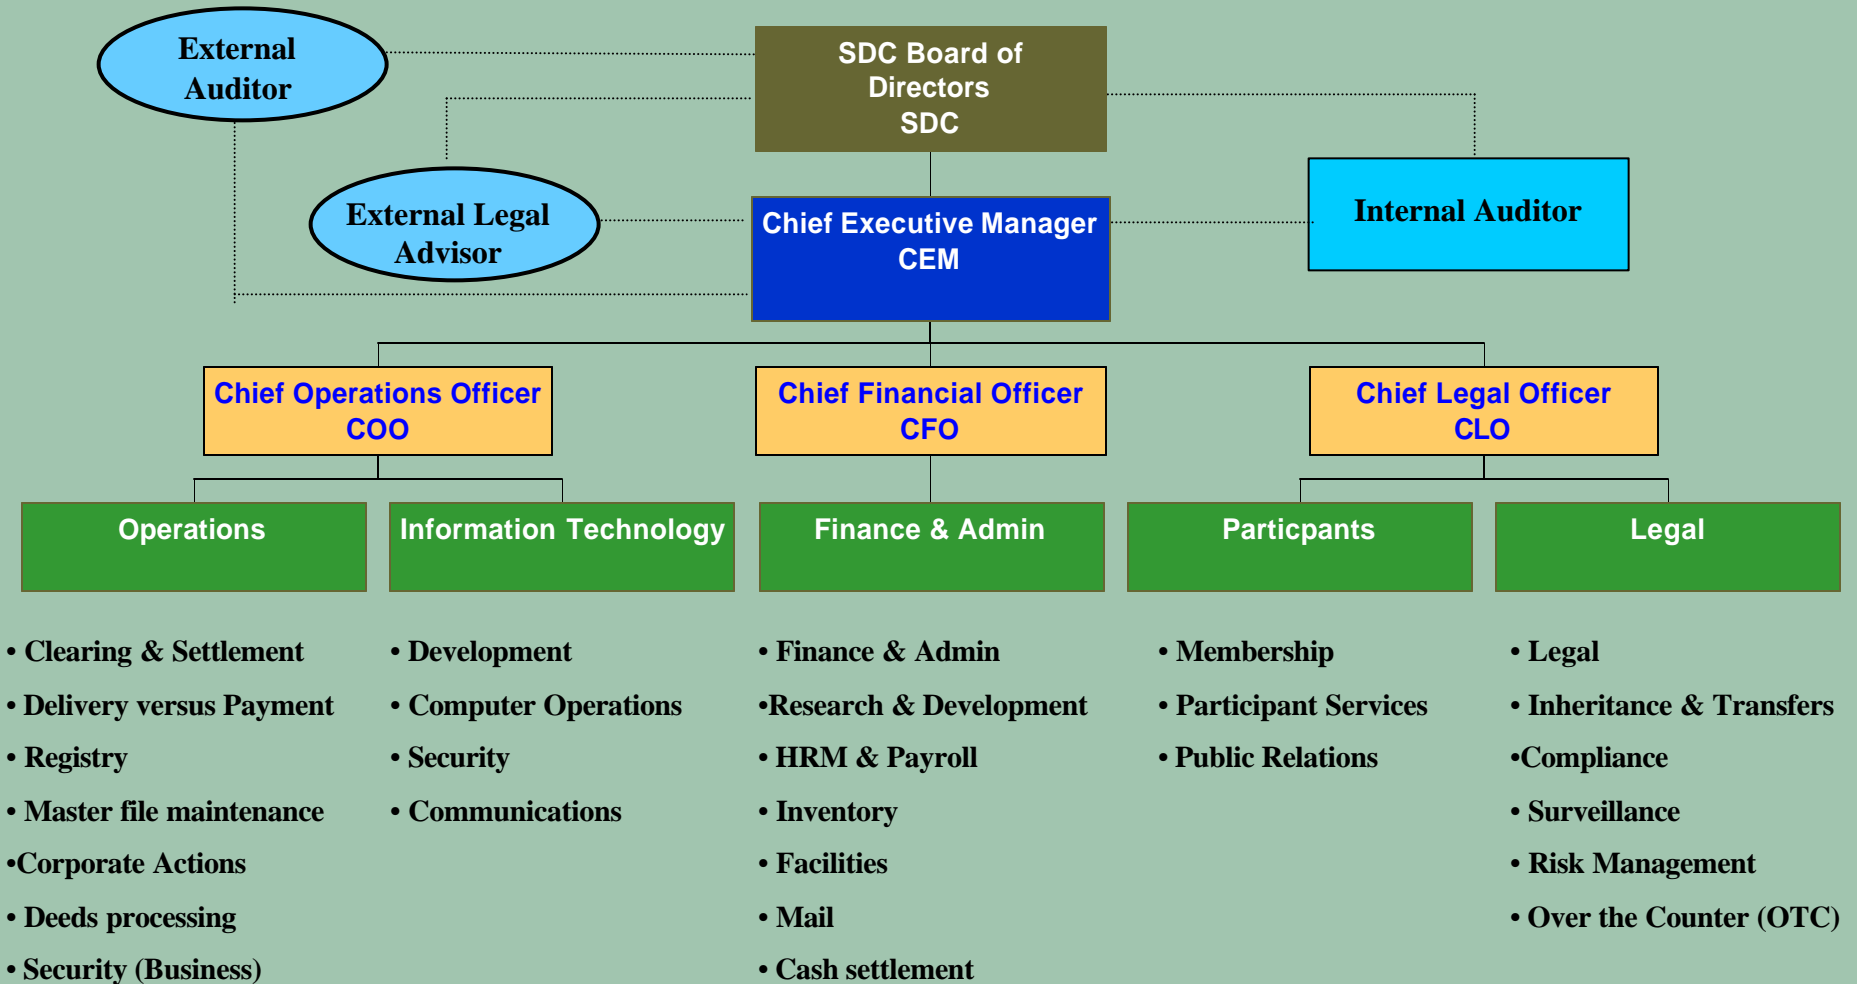 External
Auditor
SDC Board of
Directors
SDC
External Legal
Advisor
Chief Executive Manager
CEM
Internal Auditor
Chief Operations Officer
COO
Chief Financial Officer
CFO
Chief Legal Officer
CLO
Operations
Information Technology
Finance & Admin
Particpants
Legal
• Clearing & Settlement
• Delivery versus Payment
• Registry
• Master file maintenance
•Corporate Actions
• Deeds processing
• Security (Business)
• Development
• Computer Operations
• Security
• Communications
• Finance & Admin
•Research & Development
• HRM & Payroll
• Inventory
• Facilities
• Mail
• Cash settlement
• Membership
• Participant Services
• Public Relations
• Legal
• Inheritance & Transfers
•Compliance
• Surveillance
• Risk Management
• Over the Counter (OTC)